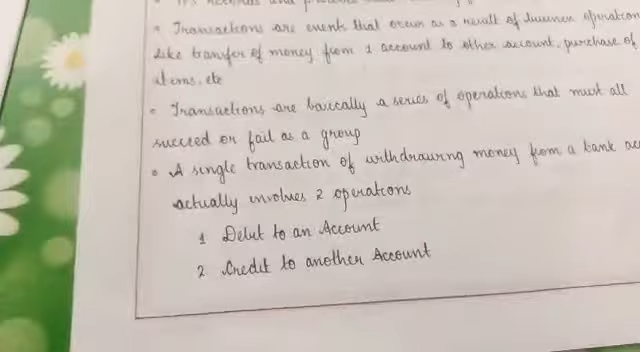 • Transactions are events that occur as a result of business operation
like transfer of money from 1 account to other account, purchase of
items, etc
• Transactions are basically a series of operations that must all
succeed or fail as a group
• A single transaction of withdrawing money from a bank
actually involves 2 operations
1 Debit to an Account
2 Credit to another Account